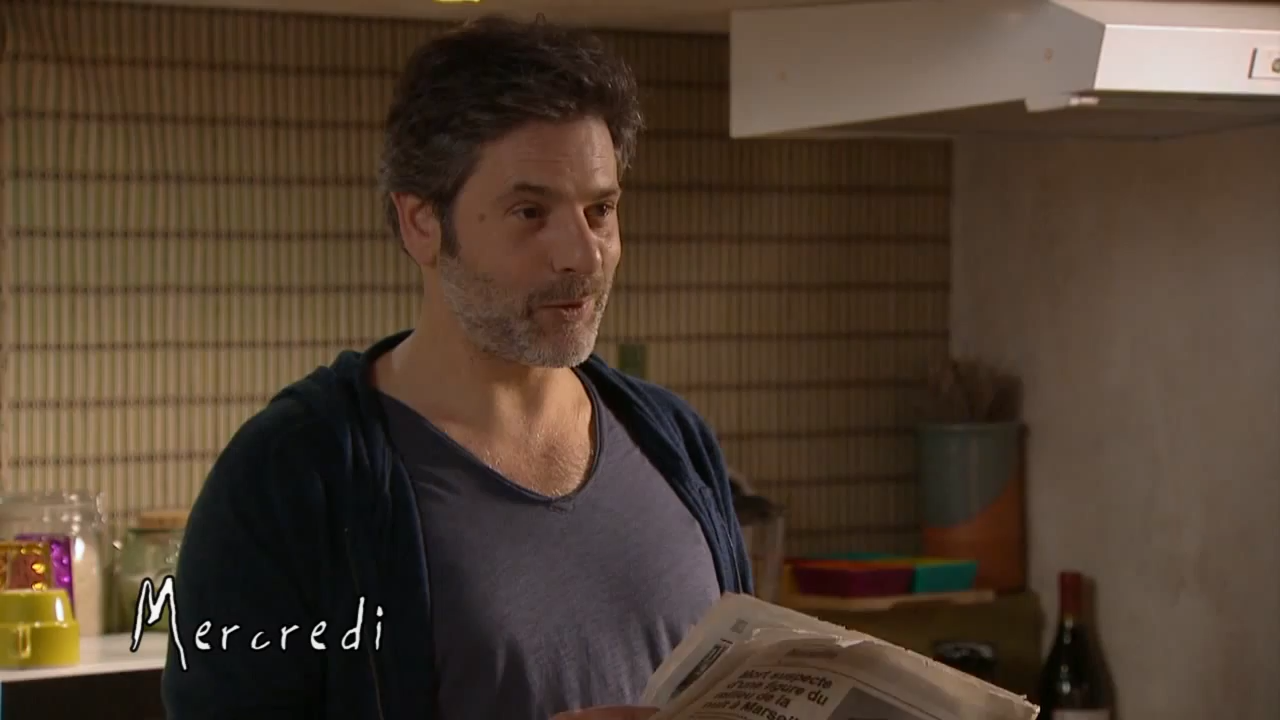 Mercredi
Mort suspecte
d'une figure du
milieu de la
nuit à Marseille